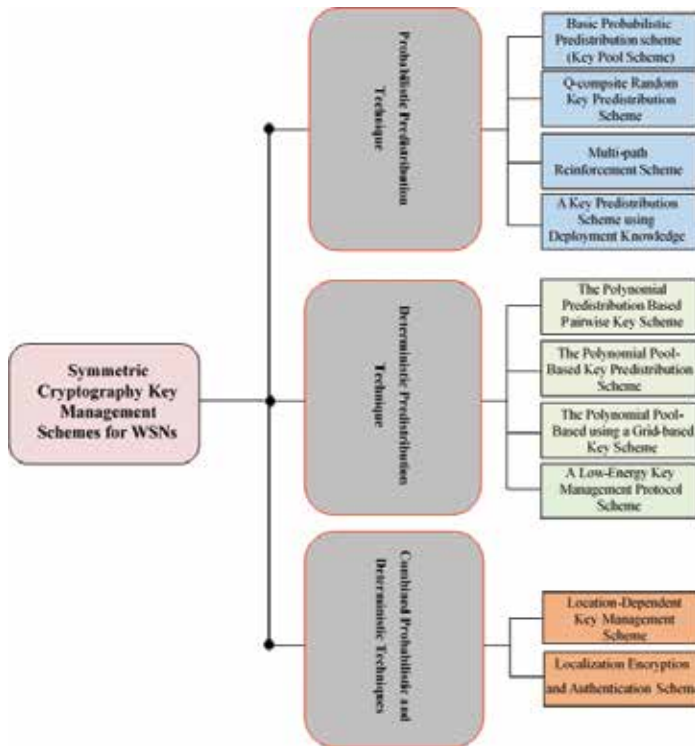 Symmetric
Cryptography Key
Management
Schemes for WSNs
Probabilistic Predistribution
Technique
Basic Probabilistic
Predistribution scheme
(Key Pool Scheme)
Q-compsite Random
Key Predistribution
Scheme
Multi-path
Reinforcement Scheme
A Key Predistribution
Scheme using
Deployment Knowledge
Deterministic Predistribution
Technique
The Polynomial
Predistribution Based
Pairwise Key Scheme
The Polynomial Pool-
Based Key Predistribution
Scheme
The Polynomial Pool-
Based using a Grid-based
Key Scheme
A Low-Energy Key
Management Protocol
Scheme
Combined Probabilistic and
Deterministic Techniques
Location-Dependent
Key Management
Scheme
Localization Encryption
and Authentication Scheme